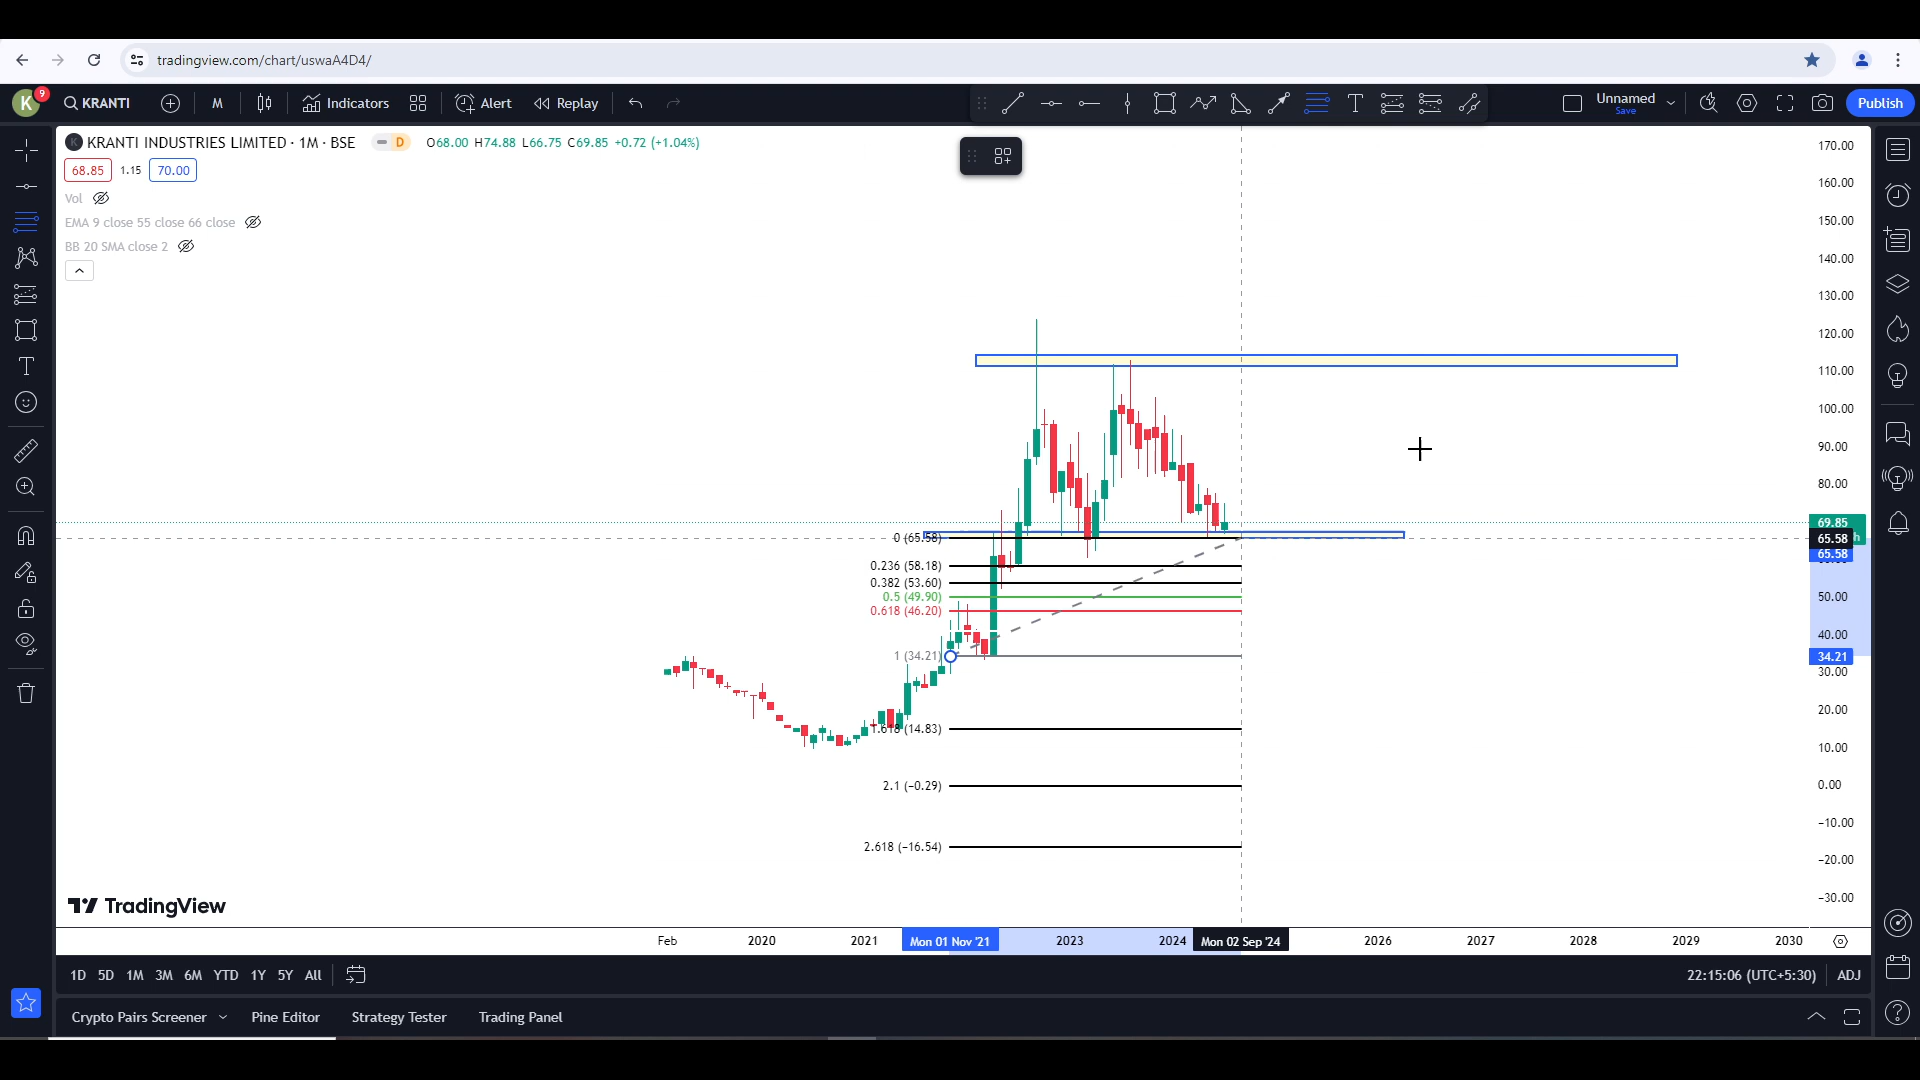 tradingview.com/chart/uswaA4D4/
K 9 KRANTI M Indicators Alert Replay Unnamed Save Publish
K KRANTI INDUSTRIES LIMITED · 1M · BSE D O68.00 H74.88 L66.75 C69.85 +0.72 (+1.04%)
68.85 1.15 70.00
Vol
EMA 9 close 55 close 66 close
BB 20 SMA close 2
170.00
160.00
150.00
140.00
130.00
120.00
110.00
100.00
90.00
80.00
69.85
65.58
65.58
50.00
40.00
34.21
30.00
20.00
10.00
0.00
−10.00
−20.00
−30.00
0 (65.58)
0.236 (58.18)
0.382 (53.60)
0.5 (49.90)
0.618 (46.20)
1 (34.21)
1.618 (14.83)
2.1 (−0.29)
2.618 (−16.54)
TradingView
Feb 2020 2021 Mon 01 Nov '21 2023 2024 Mon 02 Sep '24 2026 2027 2028 2029 2030
1D 5D 1M 3M 6M YTD 1Y 5Y All 22:15:06 (UTC+5:30) ADJ
Crypto Pairs Screener Pine Editor Strategy Tester Trading Panel